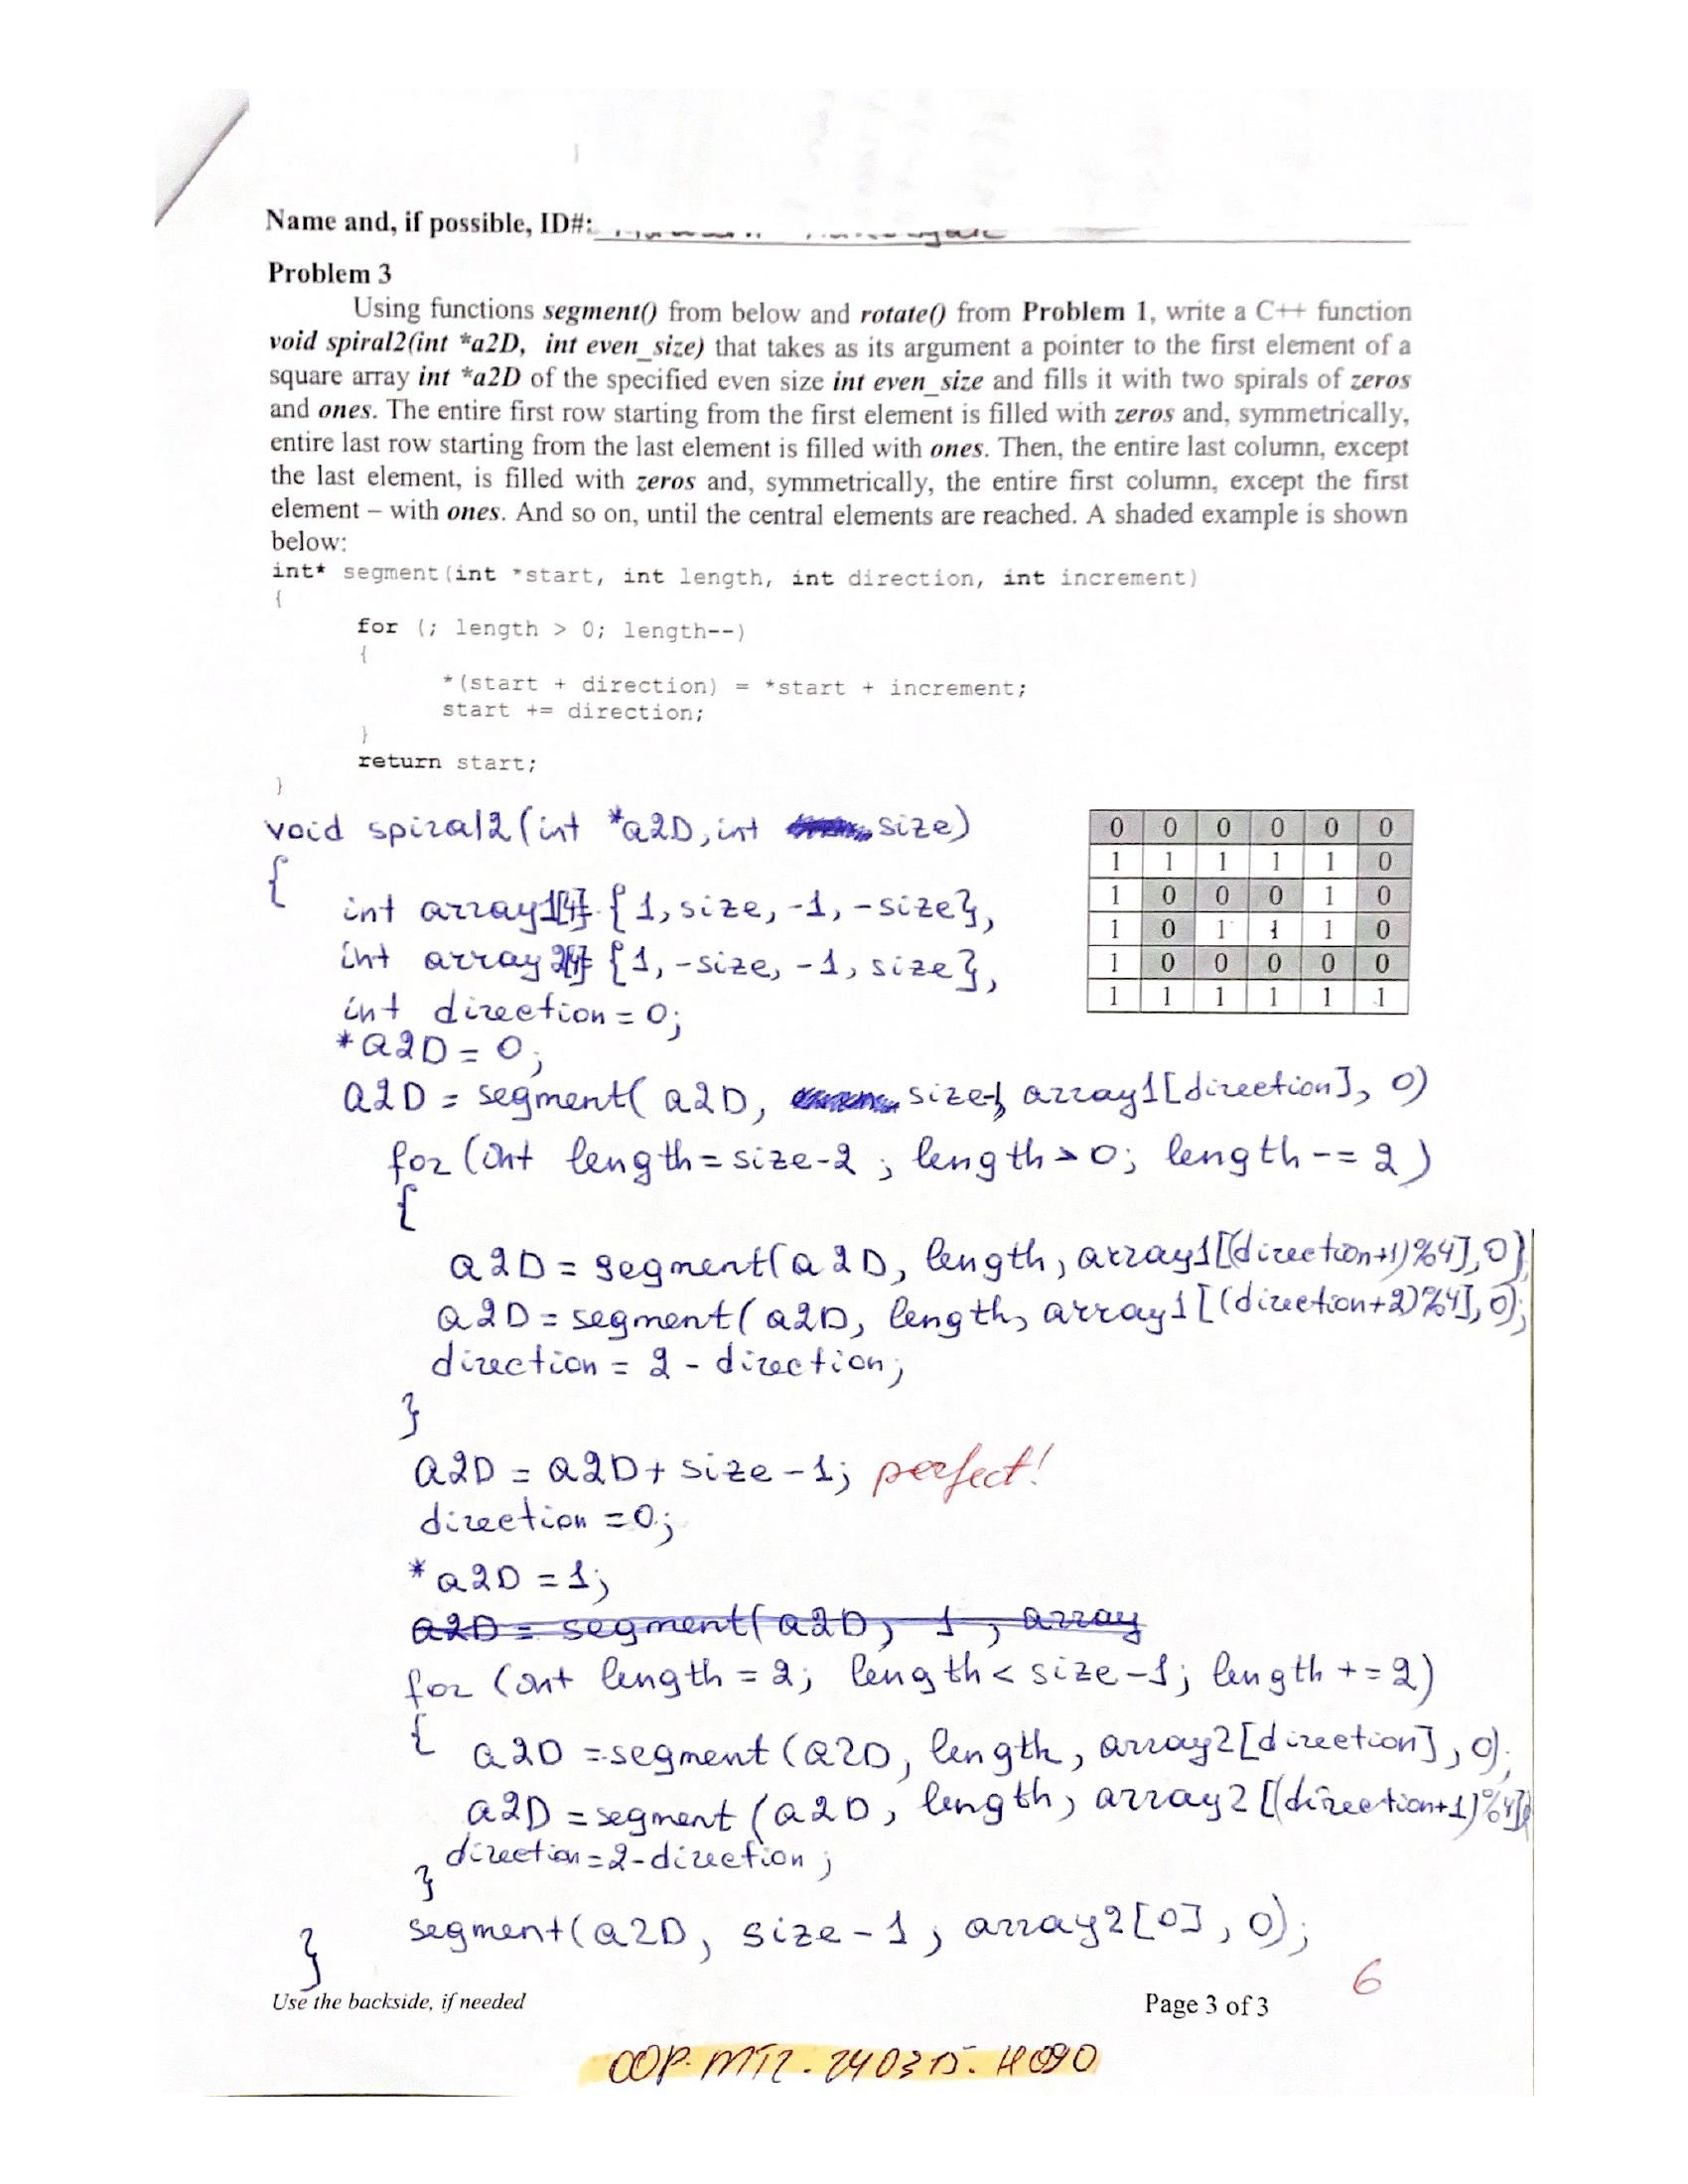 Name and, if possible, ID#:
Problem 3
Using functions segment() from below and rotate() from Problem 1, write a C++ function
void spiral2(int *a2D, int even_size) that takes as its argument a pointer to the first element of a
square array int *a2D of the specified even size int even_size and fills it with two spirals of zeros
and ones. The entire first row starting from the first element is filled with zeros and, symmetrically,
entire last row starting from the last element is filled with ones. Then, the entire last column, except
the last element, is filled with zeros and, symmetrically, the entire first column, except the first
element – with ones. And so on, until the central elements are reached. A shaded example is shown
below:
int* segment(int *start, int length, int direction, int increment)
{
for (; length > 0; length--)
{
*(start + direction) = *start + increment;
start += direction;
}
return start;
}
void spiral2(int *a2D, int size)
{
int array1[4]= {1, size, -1, -size},
int array2[4]= {1, -size, -1, size},
int direction = 0;
*a2D = 0;
a2D = segment( a2D, size-1, array1[direction], 0)
for (int length = size-2 ; length > 0; length -= 2)
{
a2D = segment(a2D, length, array1[(direction+1)%4], 0);
a2D = segment( a2D, length, array1[(direction+2)%4], 0);
direction = 2 - direction;
}
a2D = a2D + size - 1; perfect!
direction = 0;
*a2D = 1;
a2D = segment( a2D, 1, array
for (int length = 2; length < size-1; length += 2)
{ a2D = segment (a2D, length, array2[direction], 0);
a2D = segment (a2D, length, array2[(direction+1)%4],
direction = 2-direction ;
}
segment(a2D, size-1, array2[0], 0);
}
0 0 0 0 0 0
1 1 1 1 1 0
1 0 0 0 1 0
1 0 1 1 1 0
1 0 0 0 0 0
1 1 1 1 1 1
6
Use the backside, if needed
Page 3 of 3